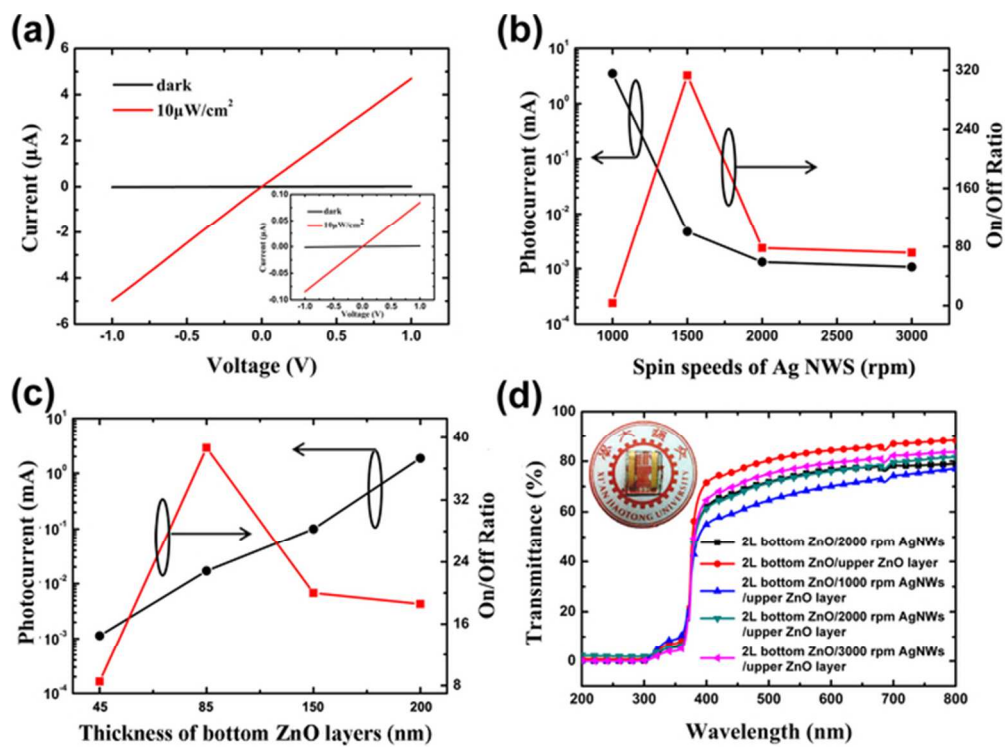 (a)
Current (μA)
6
4
2
0
-2
-4
-6
dark
10μW/cm²
-1.0
-0.5
0.0
0.5
1.0
Voltage (V)
Current (μA)
0.10
0.05
0.00
-0.05
-0.10
dark
10μW/cm²
-1.0
-0.5
0.0
0.5
1.0
Voltage (V)
(b)
Photocurrent (mA)
10¹
10⁰
10⁻¹
10⁻²
10⁻³
10⁻⁴
320
240
160
80
0
On/Off Ratio
1000
1500
2000
3000
Spin speeds of Ag NWS (rpm)
(c)
Photocurrent (mA)
10¹
10⁰
10⁻¹
10⁻²
10⁻³
10⁻⁴
40
32
24
16
8
On/Off Ratio
45
85
150
200
Thickness of bottom ZnO layers (nm)
(d)
Transmittance (%)
100
80
60
40
20
0
XI'AN JIAOTONG UNIVERSITY
2L bottom ZnO/2000 rpm AgNWs
2L bottom ZnO/upper ZnO layer
2L bottom ZnO/1000 rpm AgNWs
/upper ZnO layer
2L bottom ZnO/2000 rpm AgNWs
/upper ZnO layer
2L bottom ZnO/3000 rpm AgNWs
/upper ZnO layer
200
300
400
500
600
700
800
Wavelength (nm)